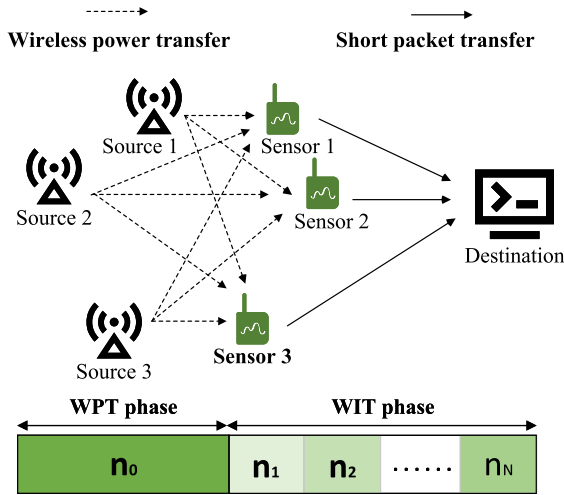 Wireless power transfer
Short packet transfer
Source 1
Sensor 1
Source 2
Sensor 2
Destination
Source 3
Sensor 3
WPT phase
WIT phase
n₀
n₁
n₂
......
n_N